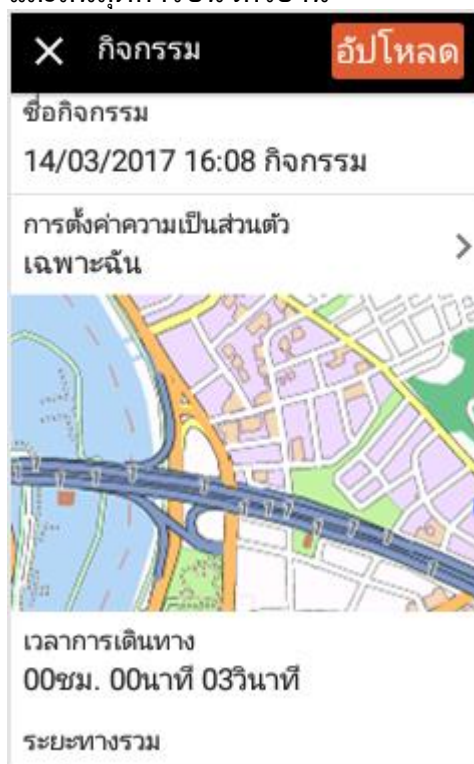 กิจกรรม
อัปโหลด
ชื่อกิจกรรม
14/03/2017 16:08 กิจกรรม
การตั้งค่าความเป็นส่วนตัว
เฉพาะฉัน
เวลาการเดินทาง
00ชม. 00นาที 03วินาที
ระยะทางรวม